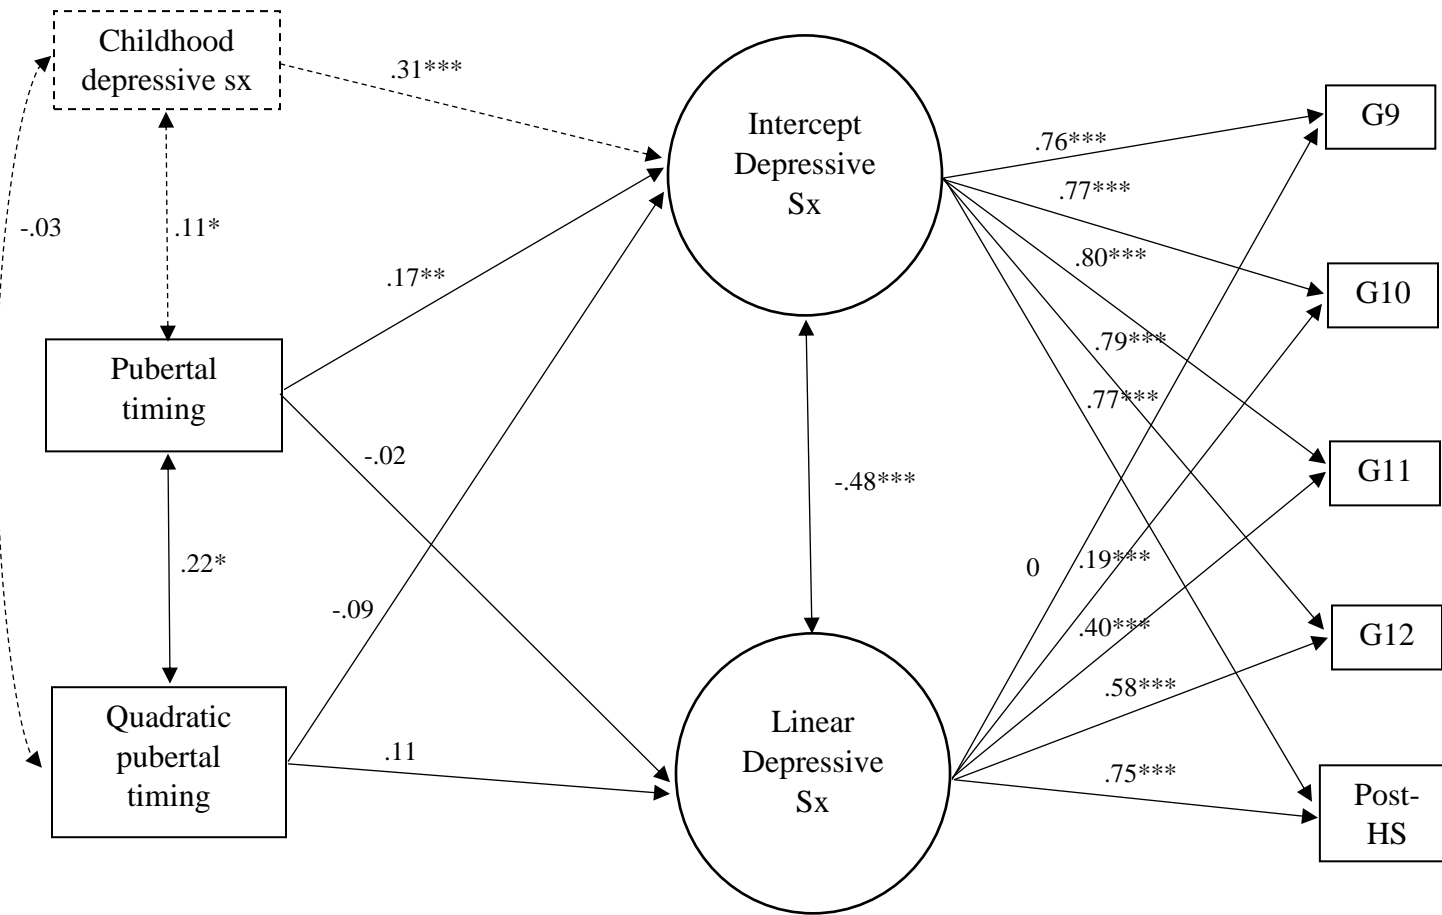 Childhood
depressive sx
.31***
-.03
.11*
.17**
Pubertal
timing
-.02
.22*
-.09
Quadratic
pubertal
timing
.11
Intercept
Depressive
Sx
-.48***
Linear
Depressive
Sx
.76***
.77***
.80***
.79***
.77***
0
.19***
.40***
.58***
.75***
G9
G10
G11
G12
Post-
HS